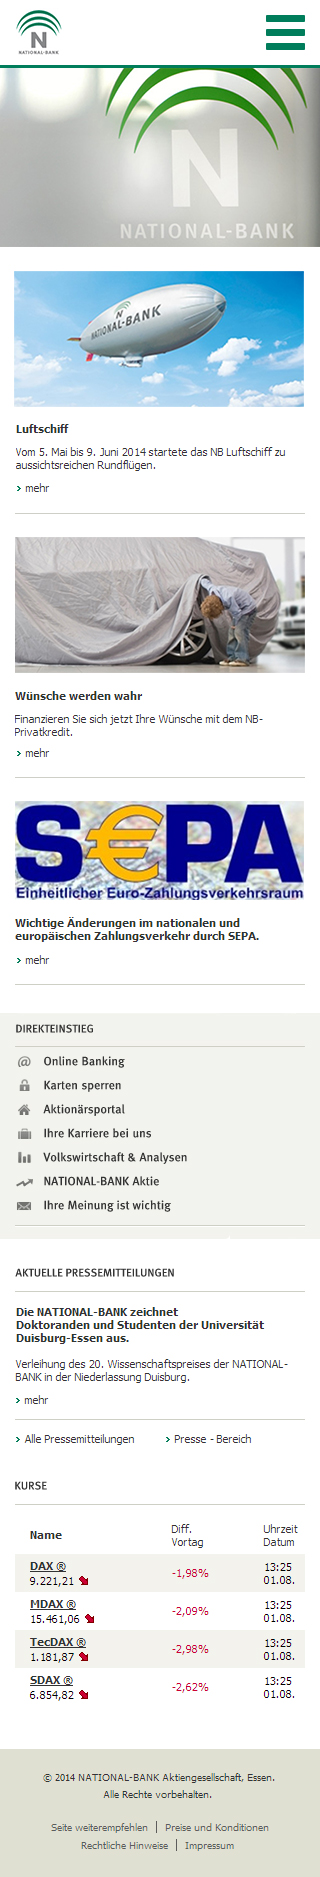 N
NATIONAL-BANK
N
NATIONAL-BANK
N
NATIONAL-BANK
Luftschiff
Vom 5. Mai bis 9. Juni 2014 startete das NB Luftschiff zu
aussichtsreichen Rundflügen.
> mehr
Wünsche werden wahr
Finanzieren Sie sich jetzt Ihre Wünsche mit dem NB-
Privatkredit.
> mehr
S€PA
Einheitlicher Euro-Zahlungsverkehrsraum
Wichtige Änderungen im nationalen und
europäischen Zahlungsverkehr durch SEPA.
> mehr
DIREKTEINSTIEG
@ Online Banking
Karten sperren
Aktionärsportal
Ihre Karriere bei uns
Volkswirtschaft & Analysen
NATIONAL-BANK Aktie
Ihre Meinung ist wichtig
AKTUELLE PRESSEMITTEILUNGEN
Die NATIONAL-BANK zeichnet
Doktoranden und Studenten der Universität
Duisburg-Essen aus.
Verleihung des 20. Wissenschaftspreises der NATIONAL-
BANK in der Niederlassung Duisburg.
> mehr
> Alle Pressemitteilungen > Presse - Bereich
KURSE
Name Diff. Vortag Uhrzeit Datum
DAX ®
9.221,21 -1,98% 13:25 01.08.
MDAX ®
15.461,06 -2,09% 13:25 01.08.
TecDAX ®
1.181,87 -2,98% 13:25 01.08.
SDAX ®
6.854,82 -2,62% 13:25 01.08.
© 2014 NATIONAL-BANK Aktiengesellschaft, Essen.
Alle Rechte vorbehalten.
Seite weiterempfehlen | Preise und Konditionen
Rechtliche Hinweise | Impressum